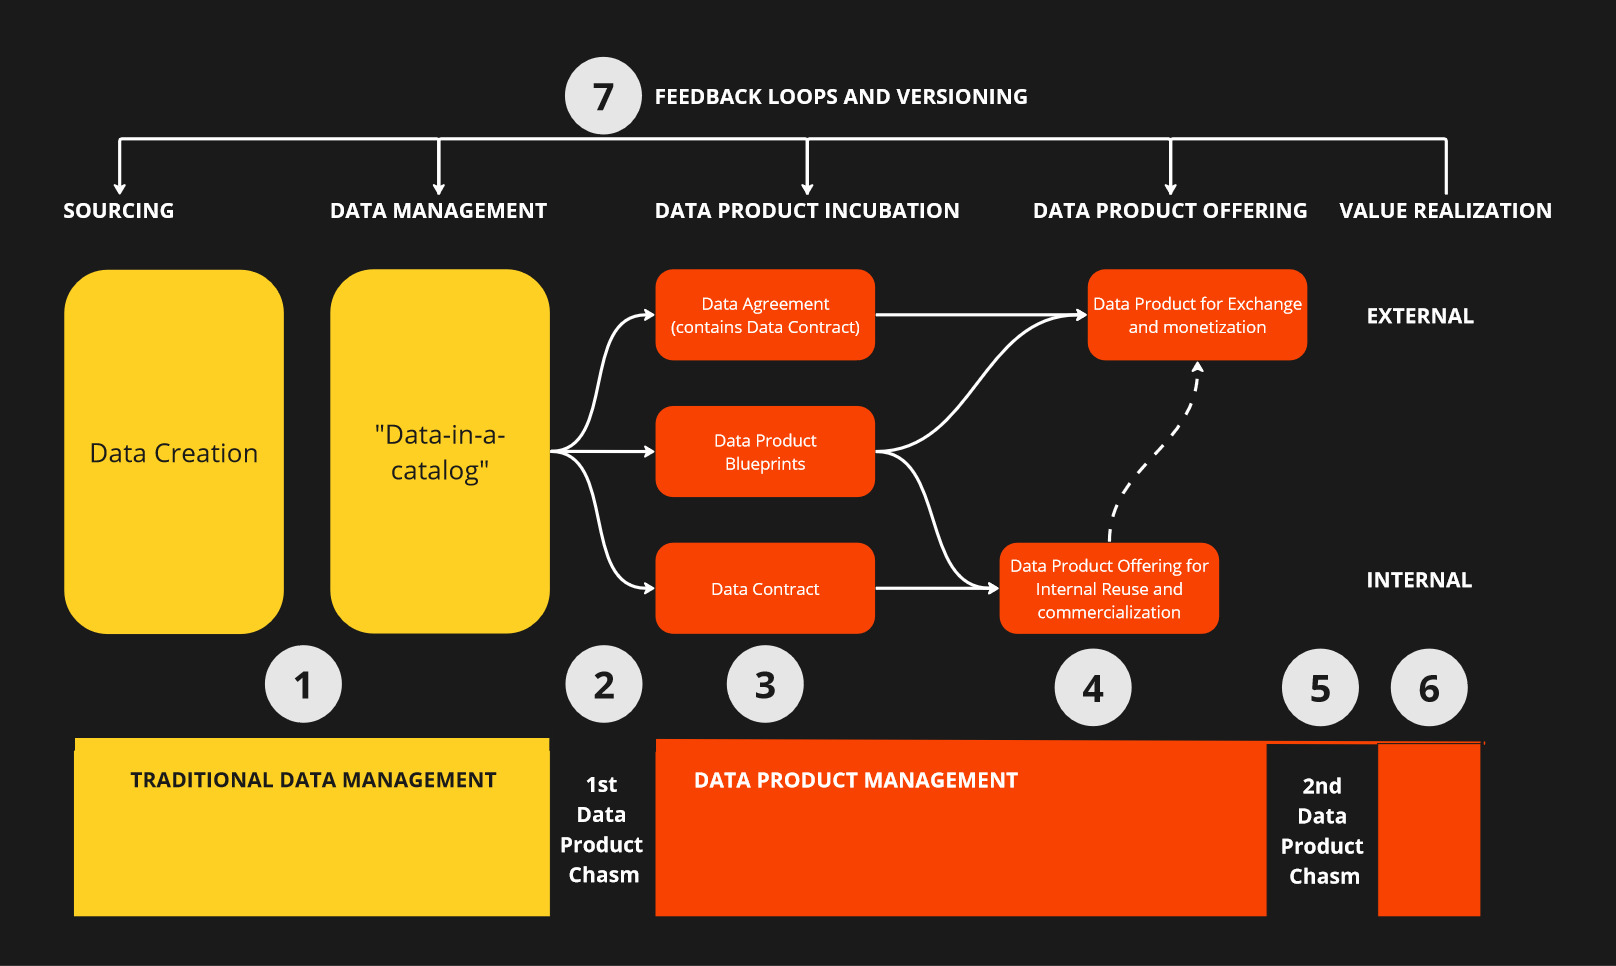 7
FEEDBACK LOOPS AND VERSIONING
SOURCING
DATA MANAGEMENT
DATA PRODUCT INCUBATION
DATA PRODUCT OFFERING
VALUE REALIZATION
Data Creation
"Data-in-a-
catalog"
Data Agreement
(contains Data Contract)
Data Product
Blueprints
Data Contract
Data Product for Exchange
and monetization
Data Product Offering for
Internal Reuse and
commercialization
EXTERNAL
INTERNAL
1
2
3
4
5
6
TRADITIONAL DATA MANAGEMENT
1st
Data
Product
Chasm
DATA PRODUCT MANAGEMENT
2nd
Data
Product
Chasm